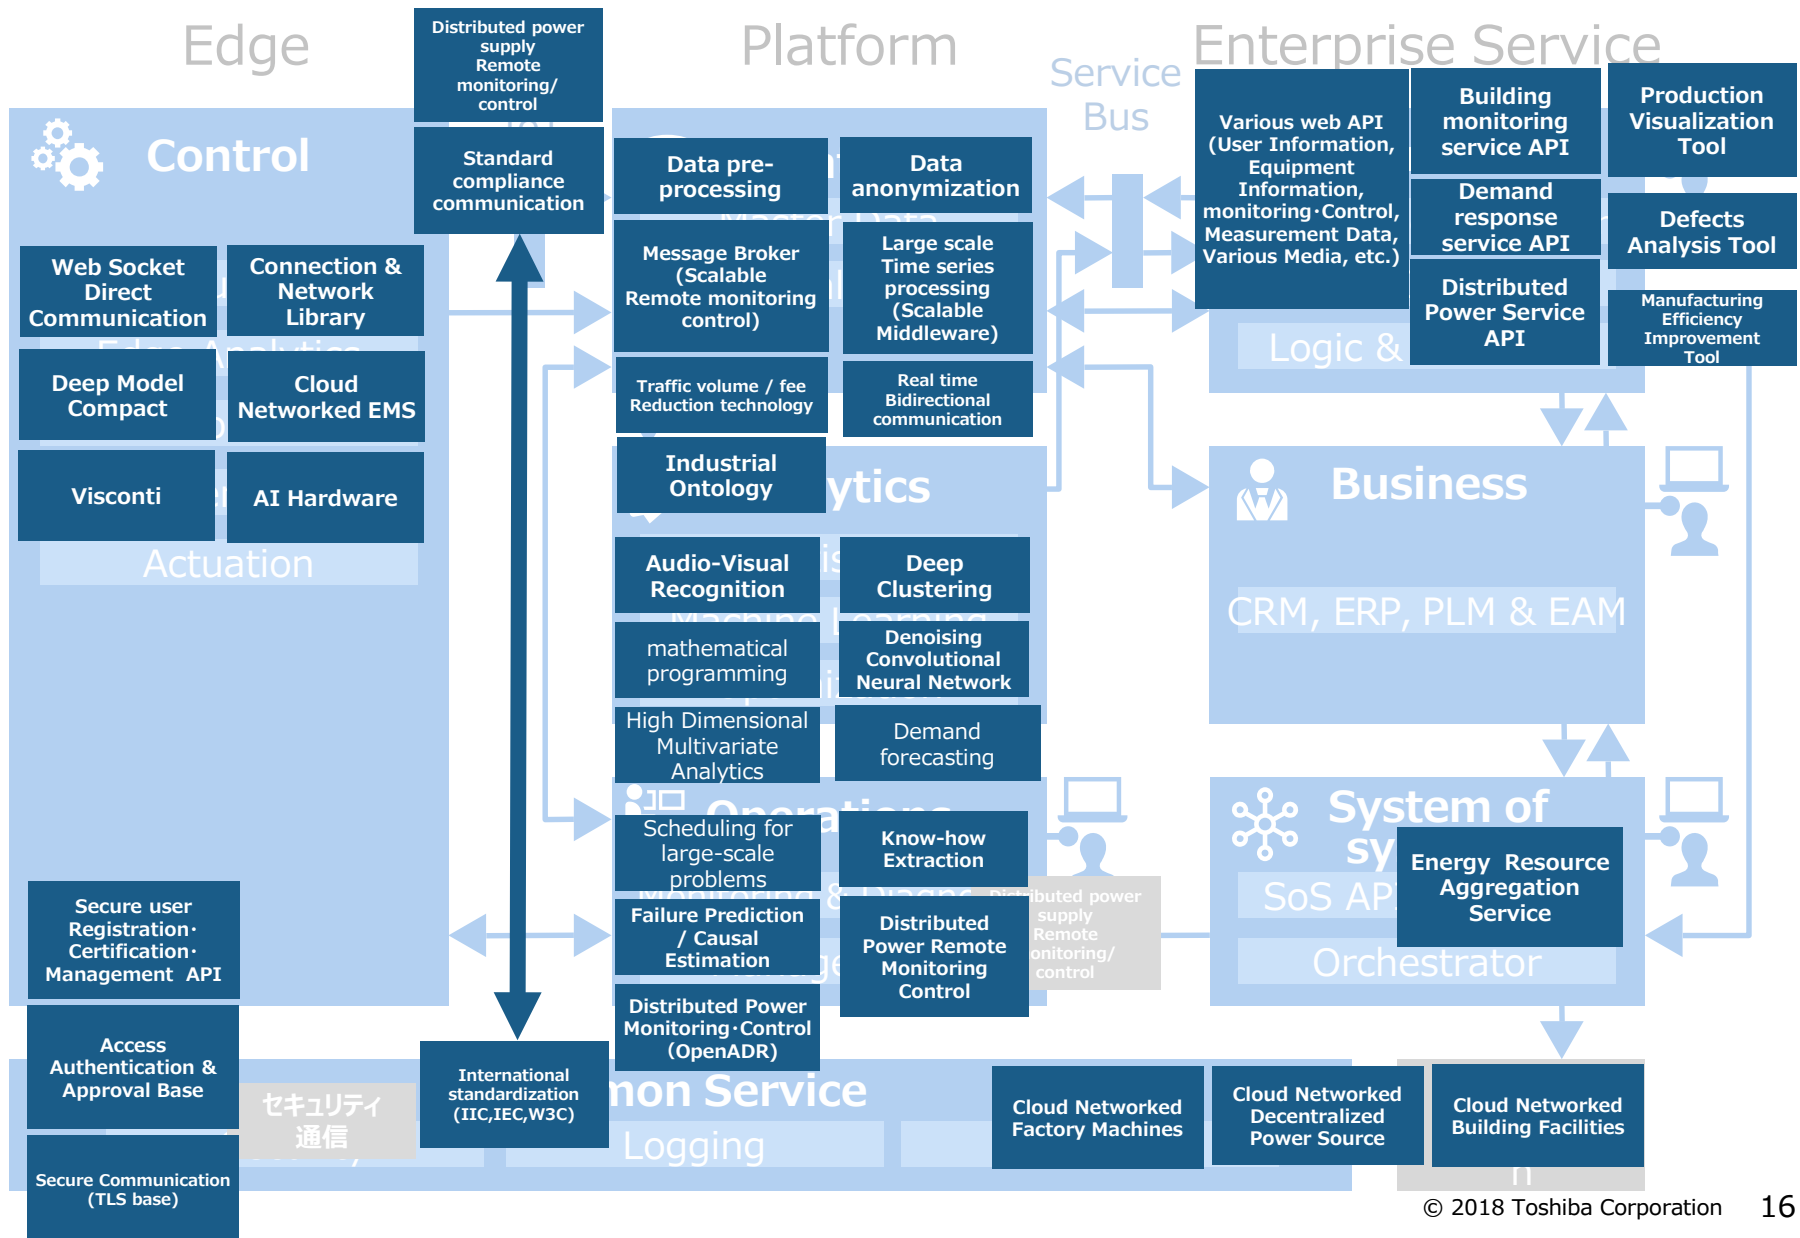 Edge
Platform
Enterprise Service
Service
Bus
Distributed power
supply
Remote
monitoring/
control
Standard
compliance
communication
Control
Web Socket
Direct
Communication
Connection &
Network
Library
Deep Model
Compact
Cloud
Networked EMS
Visconti
AI Hardware
Actuation
Secure user
Registration・
Certification・
Management API
Access
Authentication &
Approval Base
Secure Communication
(TLS base)
セキュリティ
通信
International
standardization
(IIC,IEC,W3C)
Data pre-
processing
Data
anonymization
Message Broker
(Scalable
Remote monitoring
control)
Large scale
Time series
processing
(Scalable
Middleware)
Traffic volume / fee
Reduction technology
Real time
Bidirectional
communication
Industrial
Ontology
Audio-Visual
Recognition
Deep
Clustering
Machine Learning
mathematical
programming
Denoising
Convolutional
Neural Network
High Dimensional
Multivariate
Analytics
Demand
forecasting
Operations
Scheduling for
large-scale
problems
Know-how
Extraction
Failure Prediction
/ Causal
Estimation
Distributed
Power Remote
Monitoring
Control
Distributed Power
Monitoring・Control
(OpenADR)
supply
Remote
control
Various web API
(User Information,
Equipment
Information,
monitoring・Control,
Measurement Data,
Various Media, etc.)
Building
monitoring
service API
Demand
response
service API
Distributed
Power Service
API
Production
Visualization
Tool
Defects
Analysis Tool
Manufacturing
Efficiency
Improvement
Tool
Logic &
Business
CRM, ERP, PLM & EAM
System of
Energy Resource
Aggregation
Service
Orchestrator
Service
Logging
Cloud Networked
Factory Machines
Cloud Networked
Decentralized
Power Source
Cloud Networked
Building Facilities
© 2018 Toshiba Corporation 16